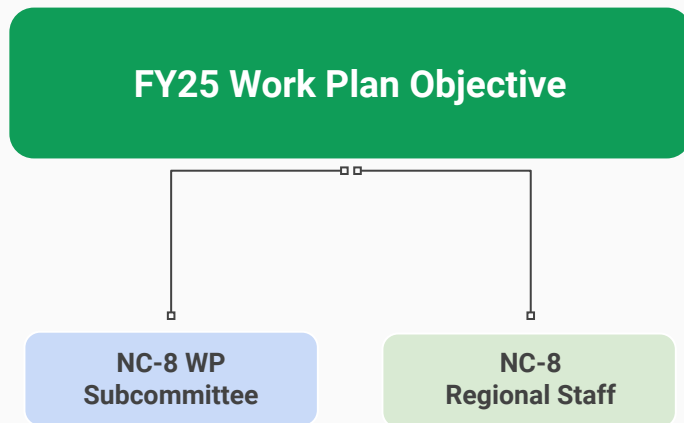 FY25 Work Plan Objective
NC-8 WP
Subcommittee
NC-8
Regional Staff